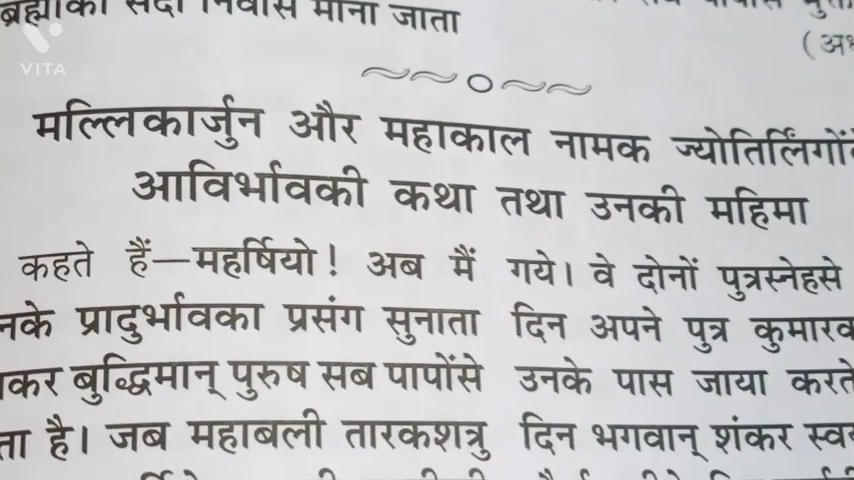 VITA
ब्रह्माका सदा निवास माना जाता
(अ
मल्लिकार्जुन और महाकाल नामक ज्योतिर्लिंगों
आविर्भावकी कथा तथा उनकी महिमा
कहते हैं—महर्षियो! अब मैं
नके प्रादुर्भावका प्रसंग सुनाता
कर बुद्धिमान् पुरुष सब पापोंसे
ता है। जब महाबली तारकशत्रु
गये। वे दोनों पुत्रस्नेहसे
दिन अपने पुत्र कुमारक
उनके पास जाया करते
दिन भगवान् शंकर स्व